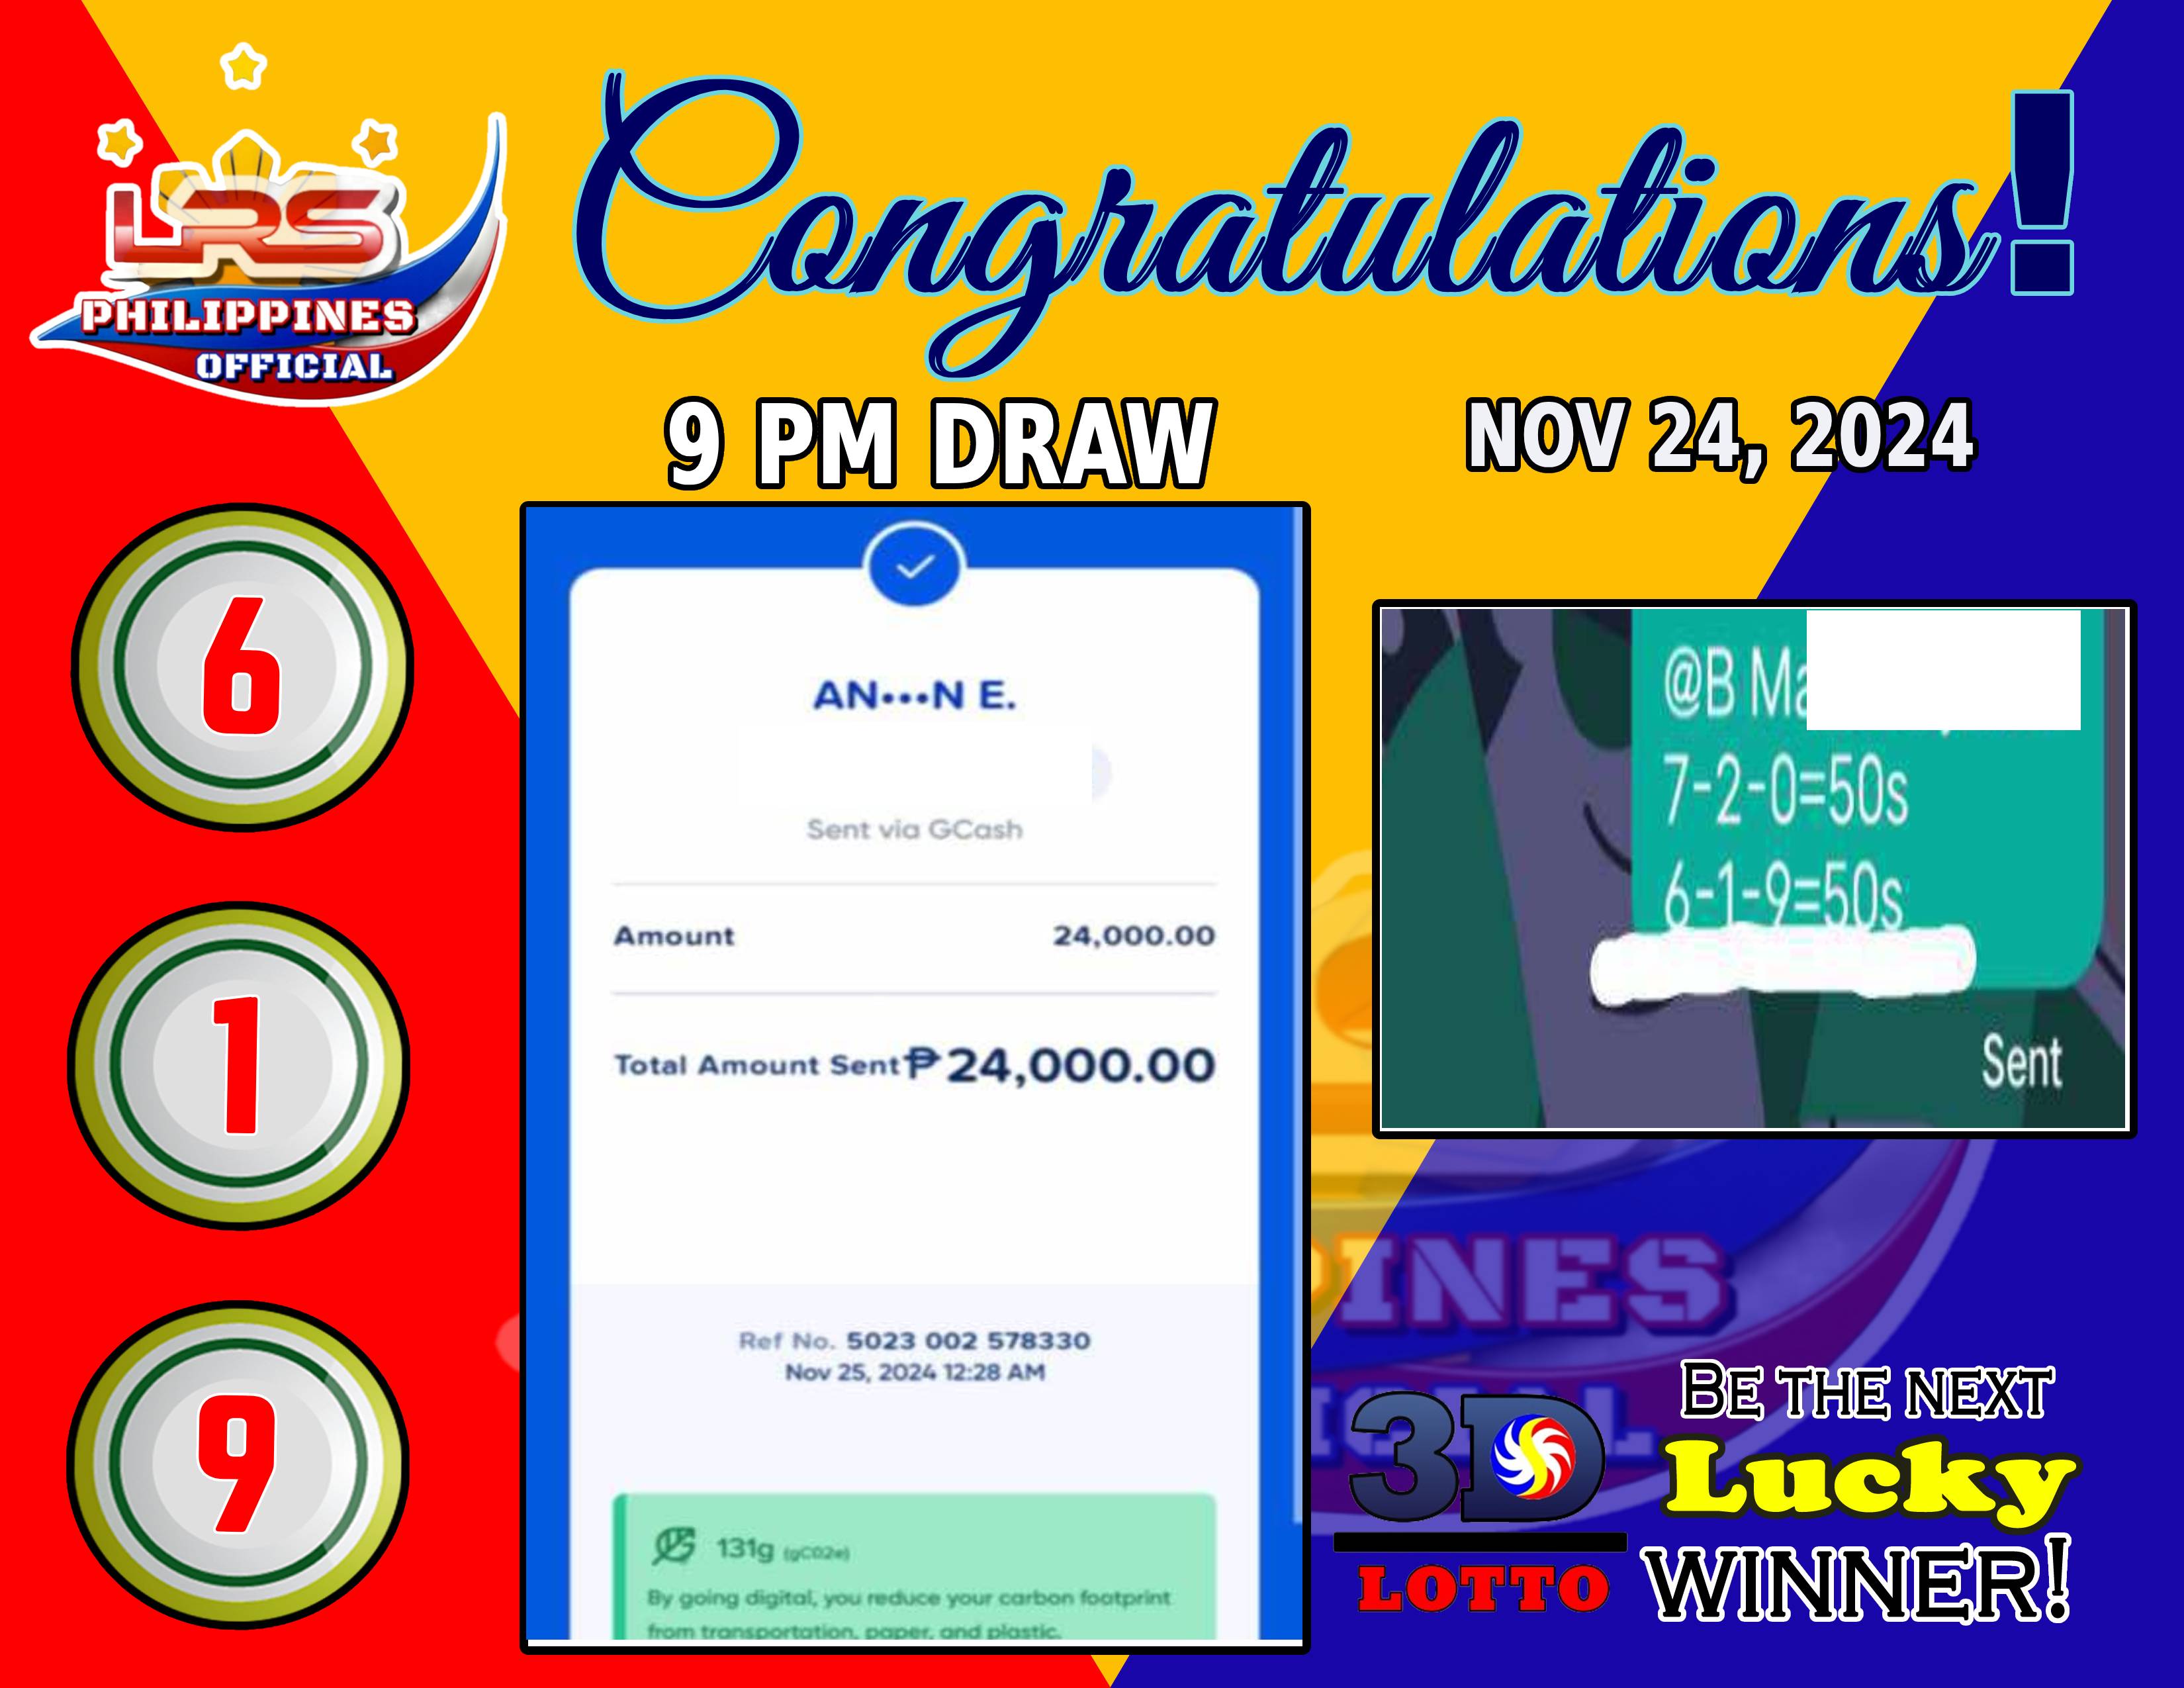 LRS
PHILIPPINES
OFFICIAL
Congratulations!
9 PM DRAW
NOV 24, 2024
6
1
9
AN•••N E.
Sent via GCash
Amount 24,000.00
Total Amount Sent ₱24,000.00
Ref No. 5023 002 578330
Nov 25, 2024 12:28 AM
131g (gCO2e)
By going digital, you reduce your carbon footprint
from transportation, paper, and plastic.
@B Ma
7-2-0=50s
6-1-9=50s
Sent
PINES
3D
LOTTO
BE THE NEXT
Lucky
WINNER!